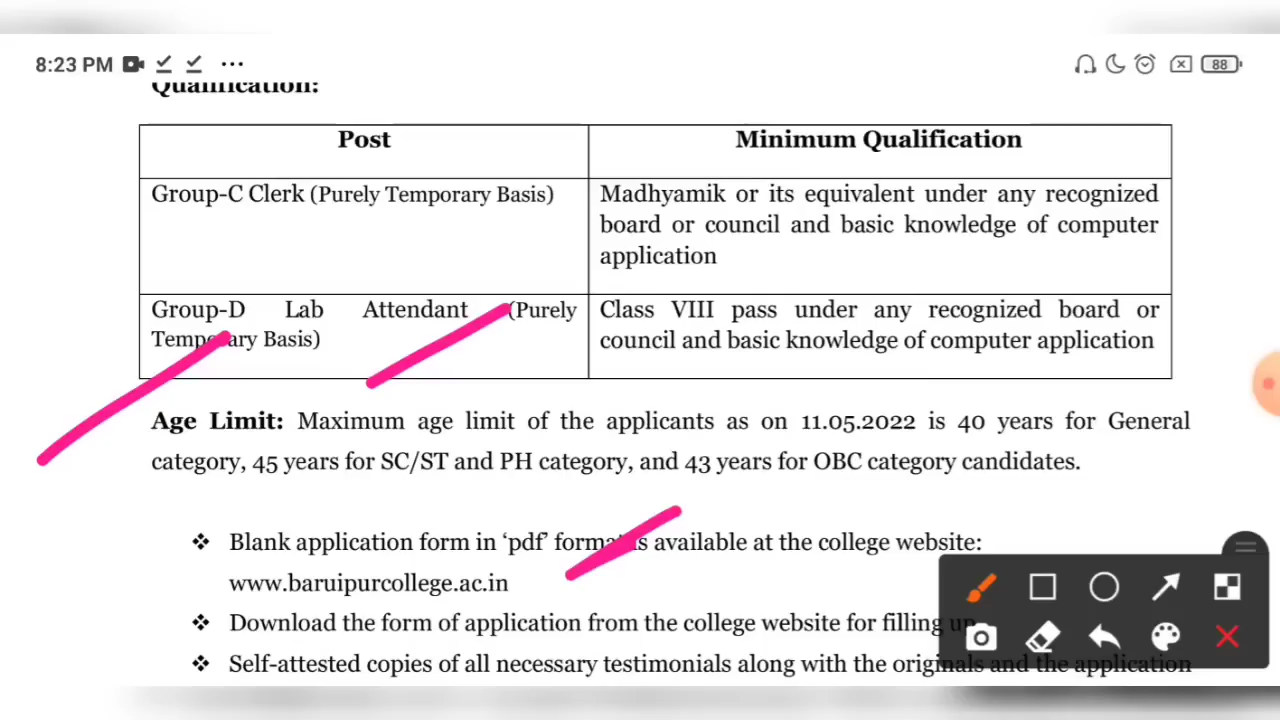 8:23 PM ... 88
Qualification:
Post Minimum Qualification
Group-C Clerk (Purely Temporary Basis)
Madhyamik or its equivalent under any recognized
board or council and basic knowledge of computer
application
Group-D Lab Attendant (Purely
Temporary Basis)
Class VIII pass under any recognized board or
council and basic knowledge of computer application
Age Limit: Maximum age limit of the applicants as on 11.05.2022 is 40 years for General
category, 45 years for SC/ST and PH category, and 43 years for OBC category candidates.
❖ Blank application form in ‘pdf’ format is available at the college website:
www.baruipurcollege.ac.in
❖ Download the form of application from the college website for filling up
❖ Self-attested copies of all necessary testimonials along with the originals and the application